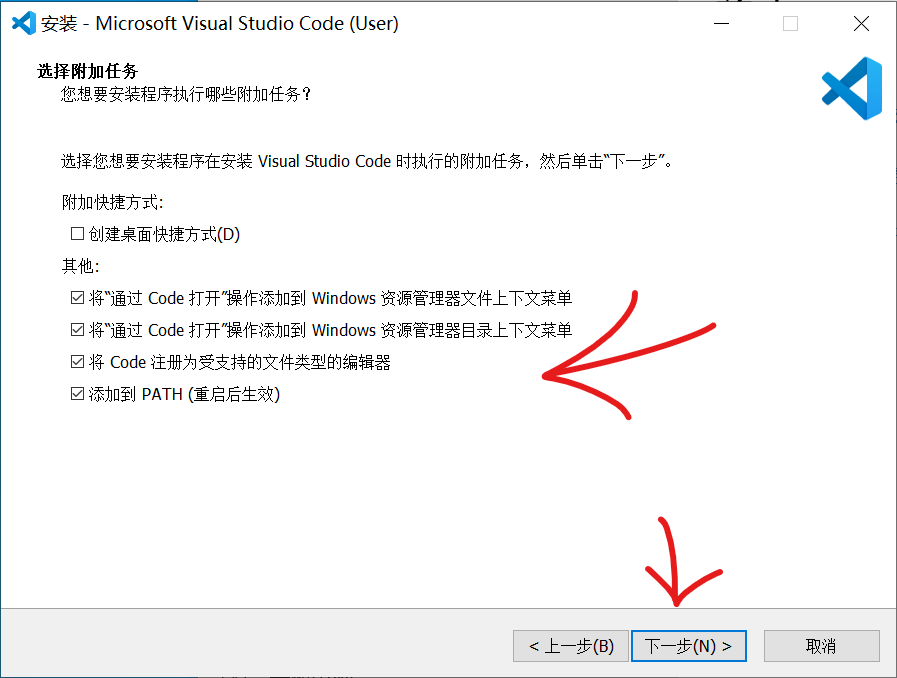 安装 - Microsoft Visual Studio Code (User)
选择附加任务
您想要安装程序执行哪些附加任务？
选择您想要安装程序在安装 Visual Studio Code 时执行的附加任务，然后单击“下一步”。
附加快捷方式:
创建桌面快捷方式(D)
其他:
将“通过 Code 打开”操作添加到 Windows 资源管理器文件上下文菜单
将“通过 Code 打开”操作添加到 Windows 资源管理器目录上下文菜单
将 Code 注册为受支持的文件类型的编辑器
添加到 PATH (重启后生效)
< 上一步(B) 下一步(N) > 取消